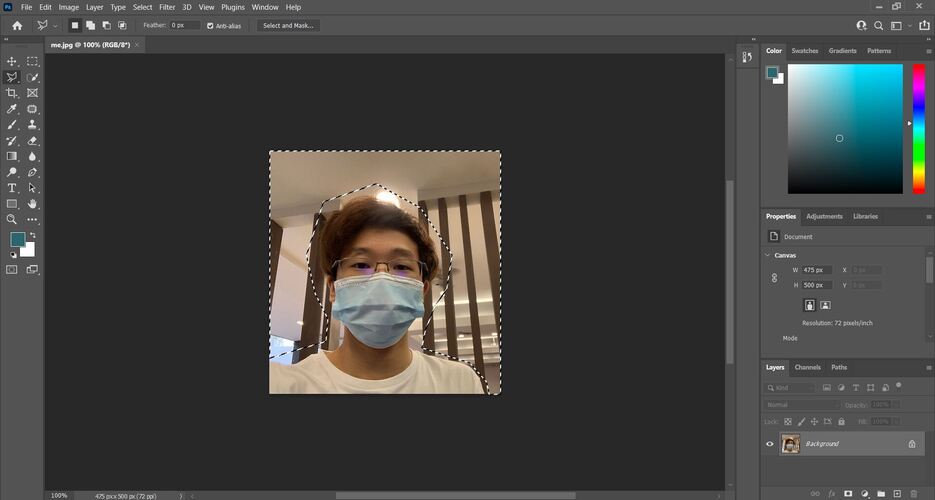 Ps File Edit Image Layer Type Select Filter 3D View Plugins Window Help
Feather: 0 px Anti-alias Select and Mask...
me.jpg @ 100% (RGB/8*) ×
Color Swatches Gradients Patterns
Properties Adjustments Libraries
Document
Canvas
W 475 px X 0 px
H 500 px Y 0 px
Resolution: 72 pixels/inch
Mode
Layers Channels Paths
Kind
Normal Opacity: 100%
Lock: Fill: 100%
Background
fx
100% 475 px x 500 px (72 ppi)